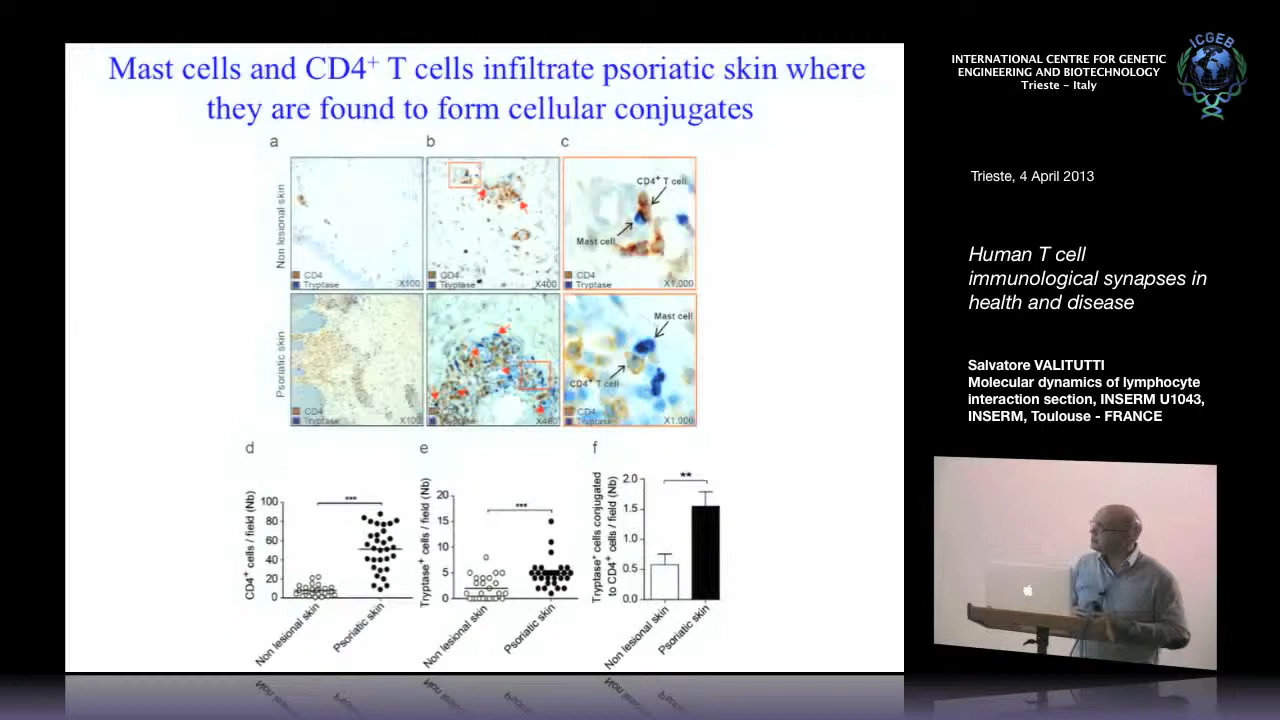 Mast cells and CD4+ T cells infiltrate psoriatic skin where
they are found to form cellular conjugates
a
b
c
Non lesional skin
CD4
Tryptase
X100
CD4
Tryptase
X400
CD4+ T cell
Mast cell
CD4
Tryptase
X1,000
Psoriatic skin
CD4
Tryptase
X100
CD4
Tryptase
X400
Mast cell
CD4+ T cell
CD4
Tryptase
X1,000
d
e
f
CD4+ cells / field (Nb)
100
80
60
40
20
0
***
Non lesional skin
Psoriatic skin
Tryptase+ cells / field (Nb)
20
15
10
5
0
***
Non lesional skin
Psoriatic skin
Tryptase+ cells conjugated
to CD4+ cells / field (Nb)
2.0
1.5
1.0
0.5
0.0
**
Non lesional skin
Psoriatic skin
INTERNATIONAL CENTRE FOR GENETIC
ENGINEERING AND BIOTECHNOLOGY
Trieste - Italy
ICGEB
Trieste, 4 April 2013
Human T cell
immunological synapses in
health and disease
Salvatore VALITUTTI
Molecular dynamics of lymphocyte
interaction section, INSERM U1043,
INSERM, Toulouse - FRANCE